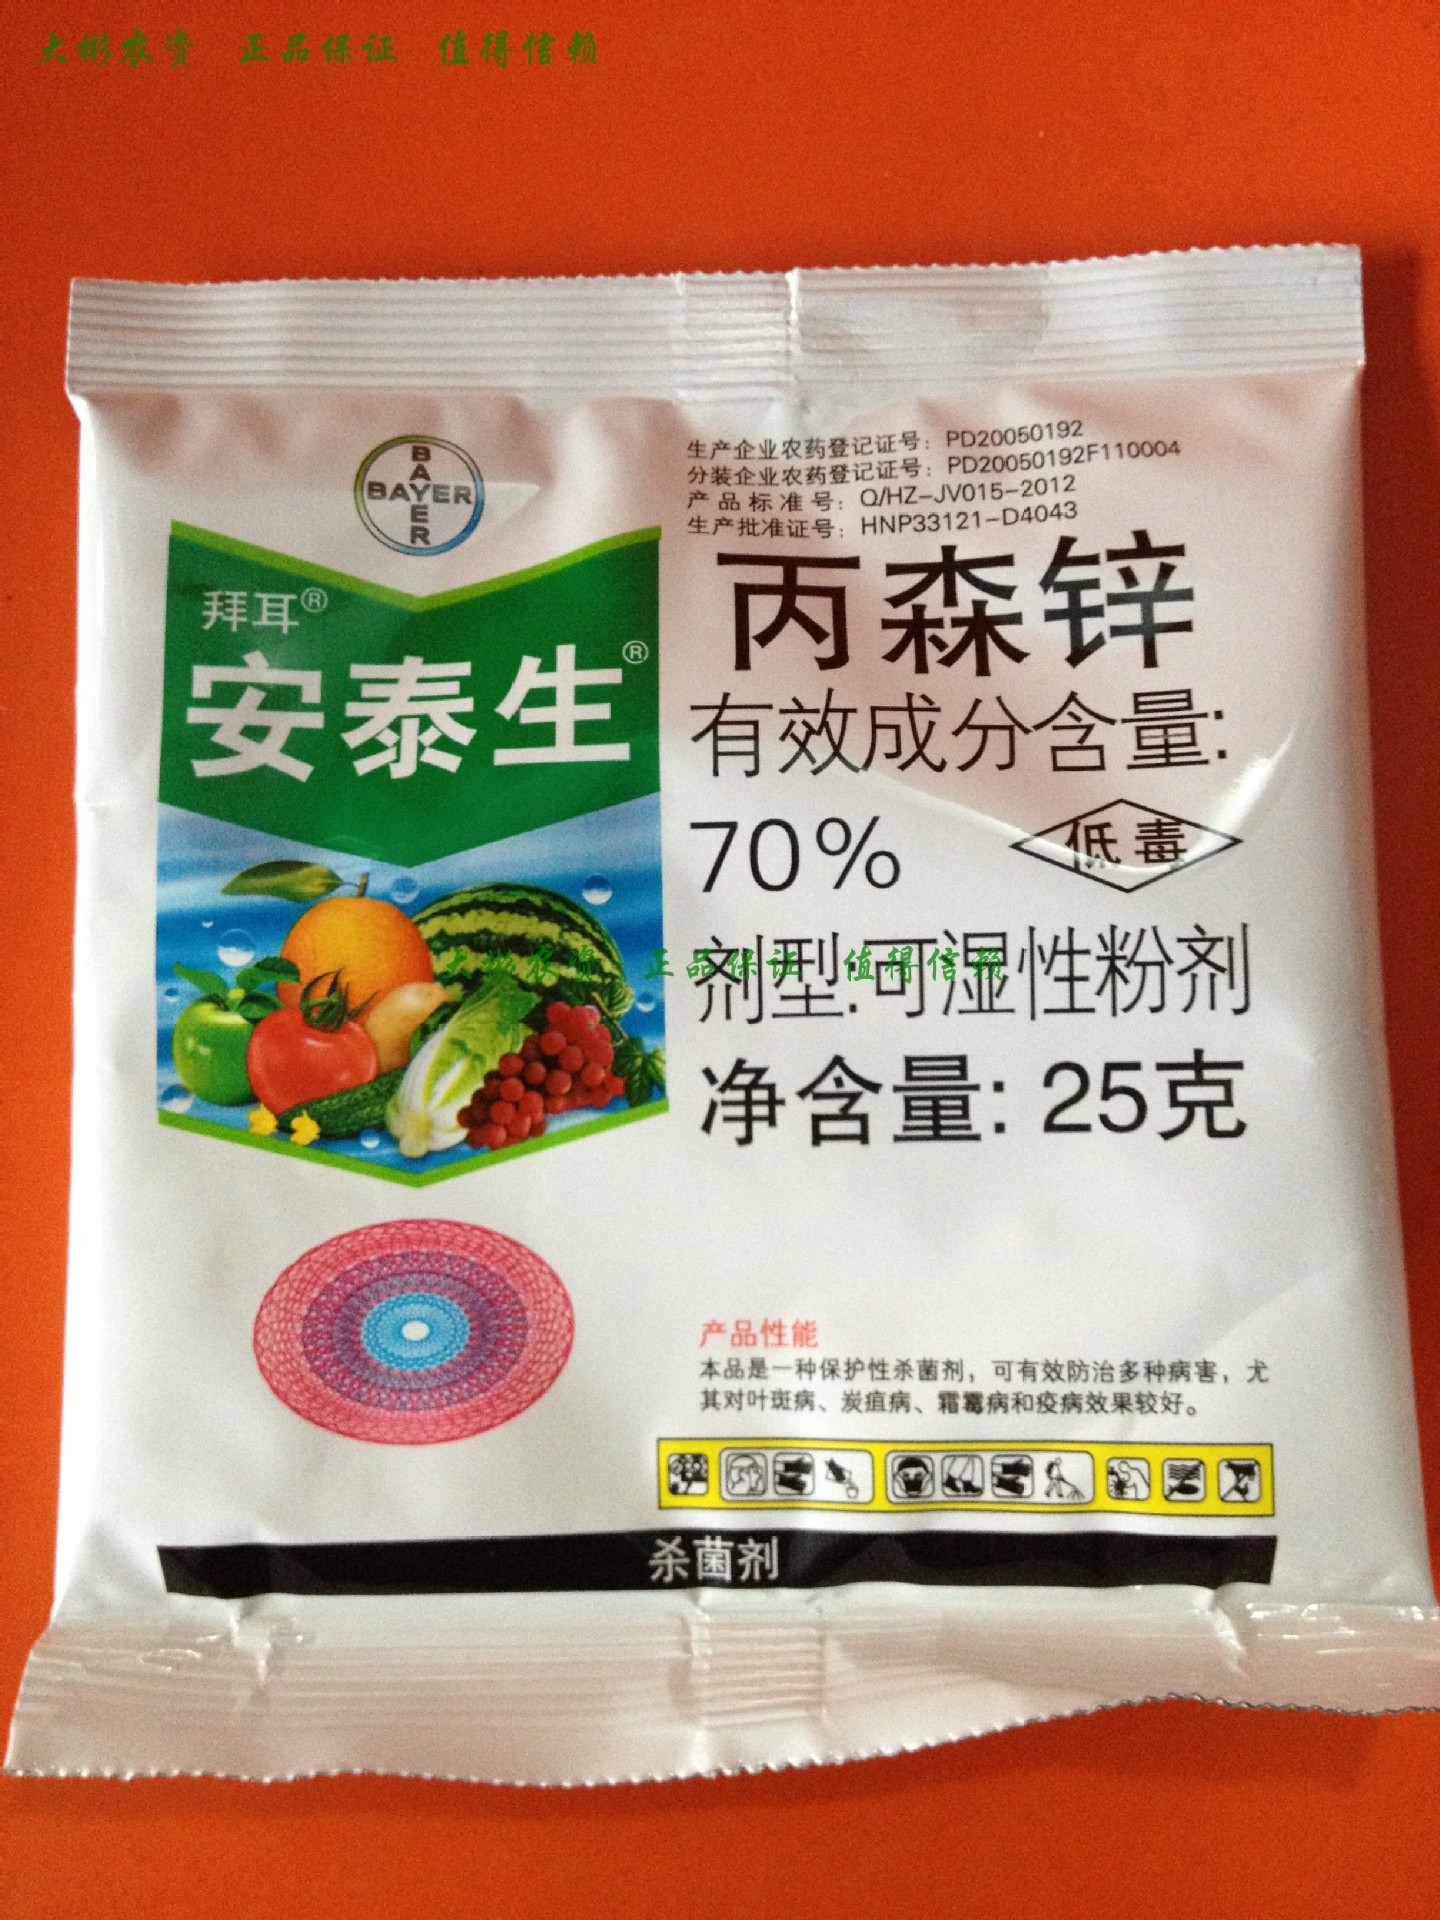 大彬农资 正品保证 值得信赖
BAYER
BAYER
拜耳®
安泰生®
生产企业农药登记证号：PD20050192
分装企业农药登记证号：PD20050192F110004
产品标准号：Q/HZ-JV015-2012
生产批准证号：HNP33121-D4043
丙森锌
有效成分含量:
70%
低毒
大彬农资 正品保证 值得信赖
剂型:可湿性粉剂
净含量: 25克
产品性能
本品是一种保护性杀菌剂，可有效防治多种病害，尤
其对叶斑病、炭疽病、霜霉病和疫病效果较好。
杀菌剂